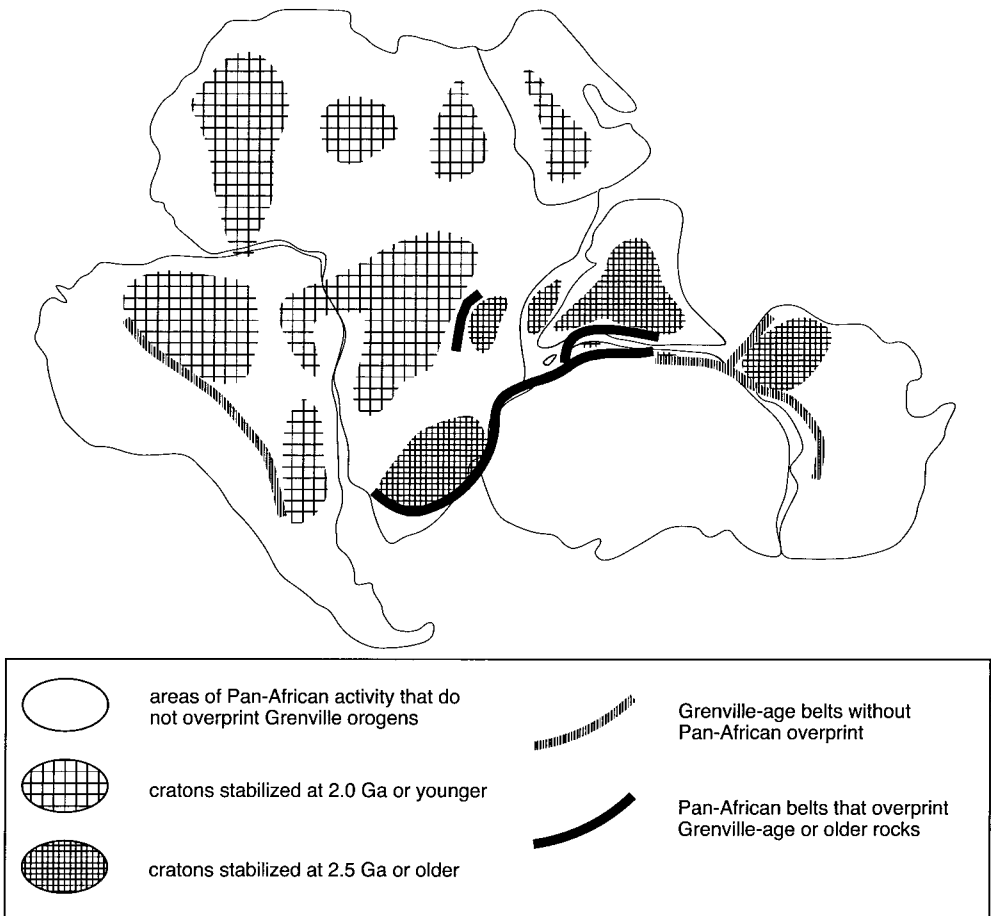 areas of Pan-African activity that do
not overprint Grenville orogens
cratons stabilized at 2.0 Ga or younger
cratons stabilized at 2.5 Ga or older
Grenville-age belts without
Pan-African overprint
Pan-African belts that overprint
Grenville-age or older rocks